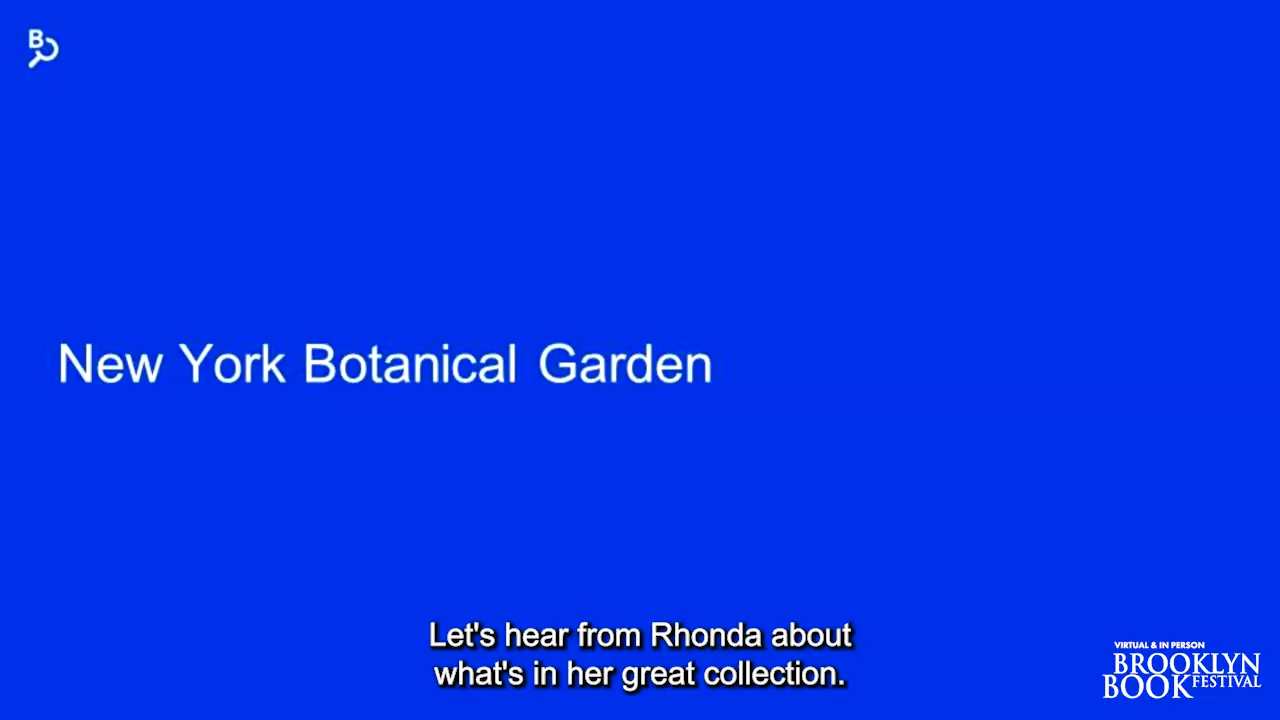 B
New York Botanical Garden
Let's hear from Rhonda about
what's in her great collection.
VIRTUAL & IN PERSON
BROOKLYN
BOOK FESTIVAL